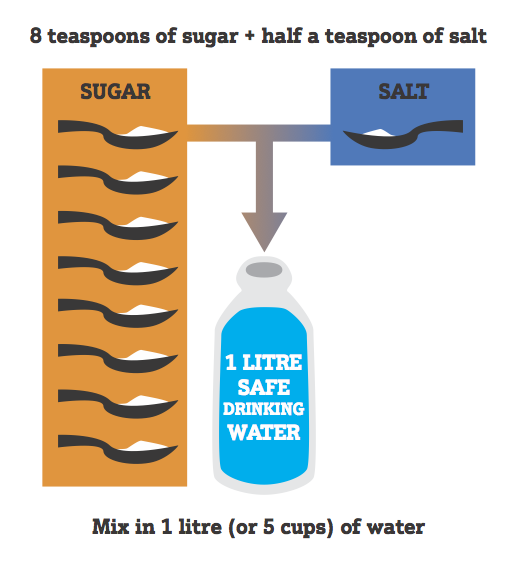 8 teaspoons of sugar + half a teaspoon of salt
SUGAR
SALT
1 LITRE
SAFE
DRINKING
WATER
Mix in 1 litre (or 5 cups) of water